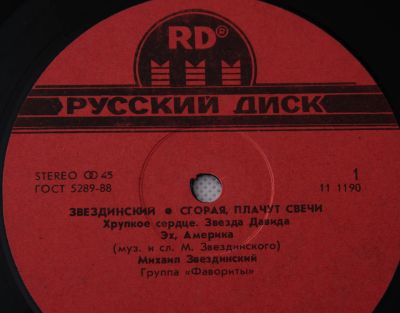 RD®
РУССКИЙ ДИСК
STEREO ꝏ 45
ГОСТ 5289-88
1
11 1190
ЗВЕЗДИНСКИЙ • СГОРАЯ, ПЛАЧУТ СВЕЧИ
Хрупкое сердце. Звезда Давида
Эх, Америка
(муз. и сл. М. Звездинского)
Михаил Звездинский
Группа «Фавориты»